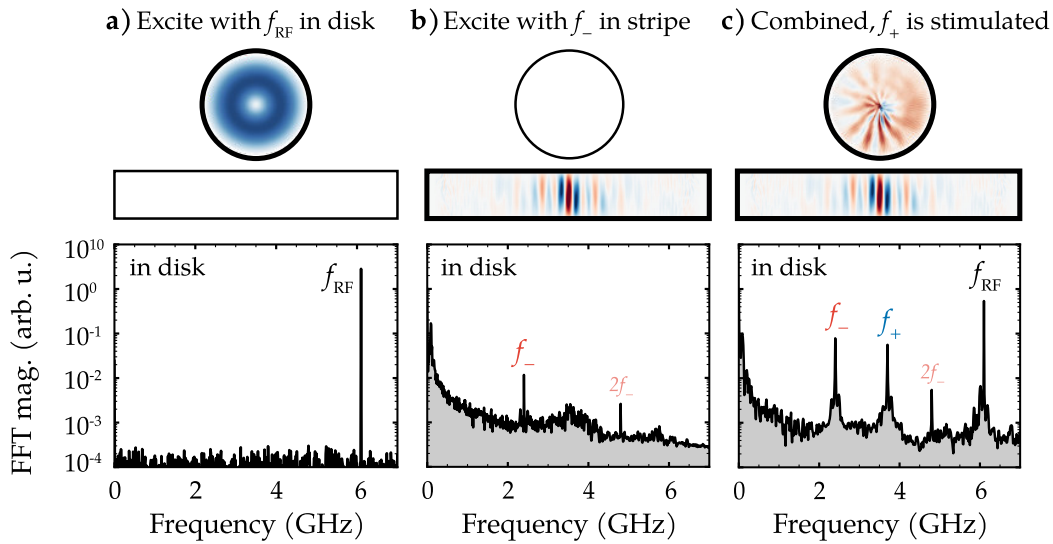 a) Excite with f_RF in disk
b) Excite with f_− in stripe
c) Combined, f_+ is stimulated
FFT mag. (arb. u.)
10^10
10^0
10^-1
10^-2
10^-3
10^-4
in disk
f_RF
0 2 4 6
Frequency (GHz)
in disk
f_−
2f_−
0 2 4 6
Frequency (GHz)
in disk
f_−
f_+
2f_−
f_RF
0 2 4 6
Frequency (GHz)